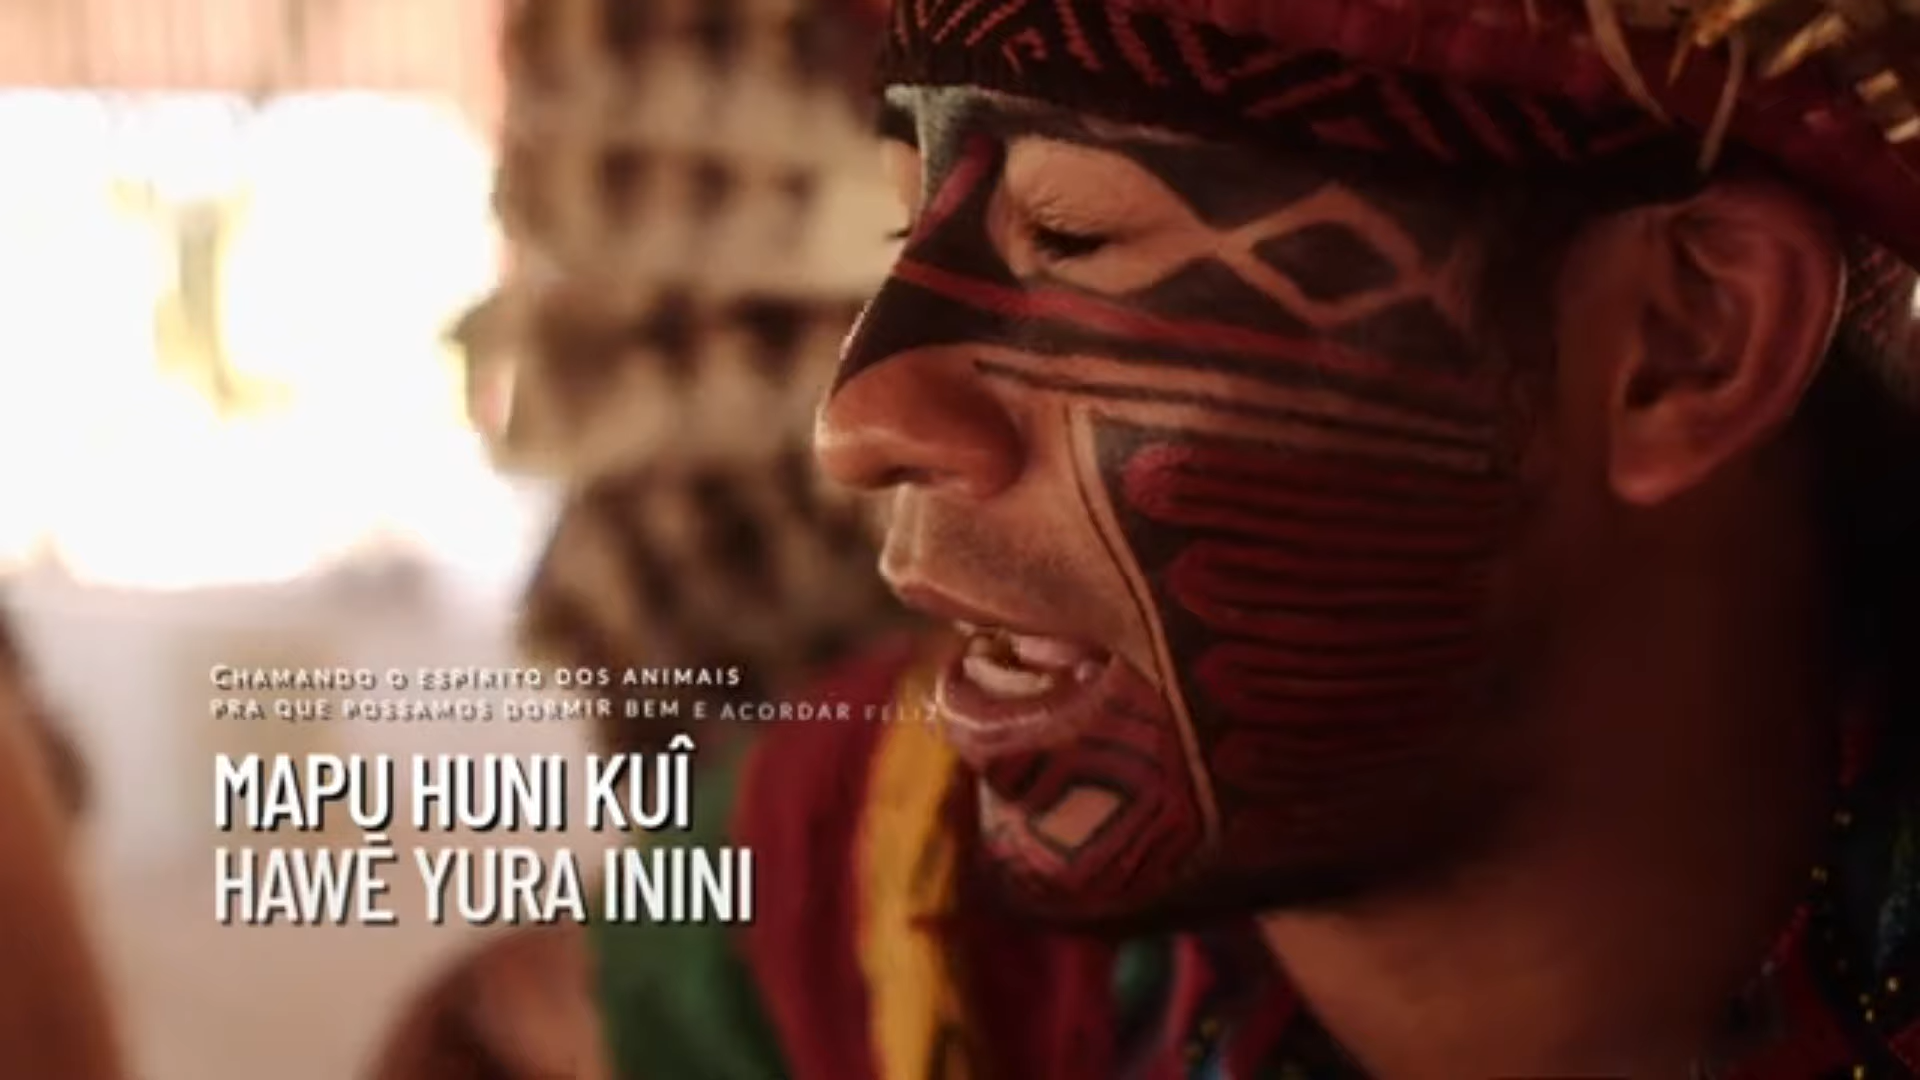 CHAMANDO O ESPÍRITO DOS ANIMAIS
PRA QUE POSSAMOS DORMIR BEM E ACORDAR FELIZ
MAPU HUNI KUÎ
HAWĒ YURA ININI